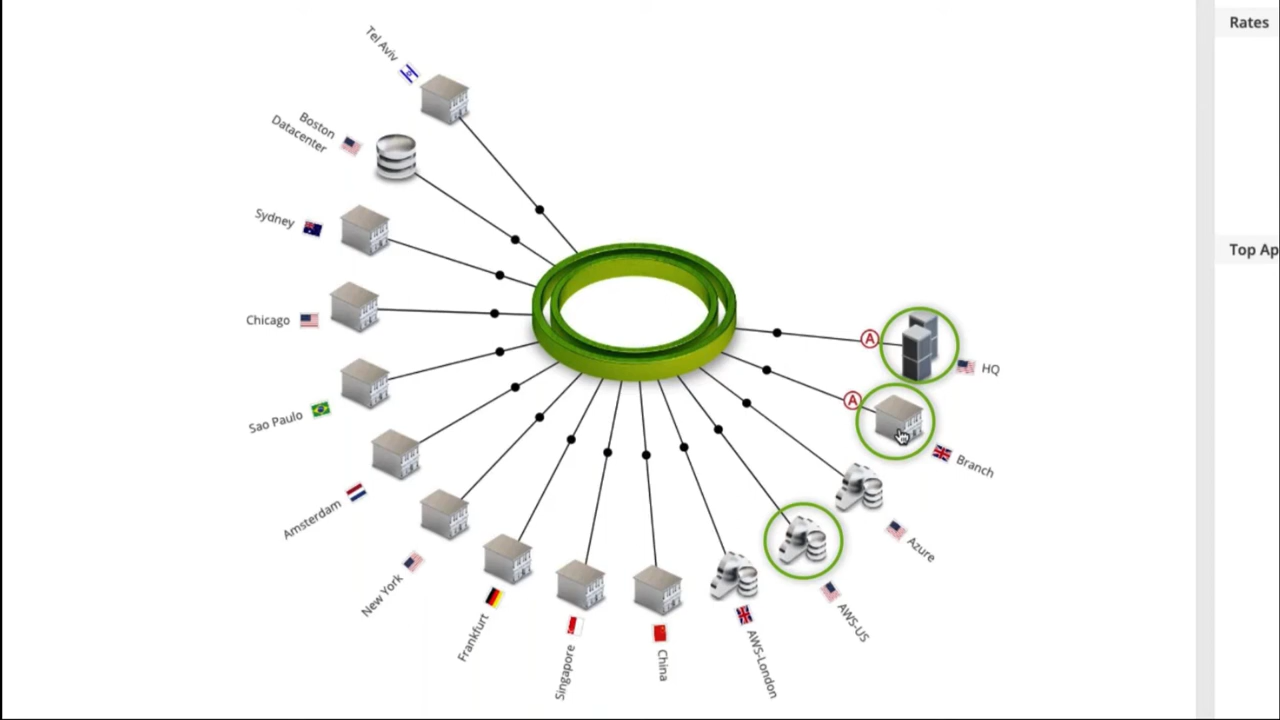 Rates
Tel Aviv
Boston
Datacenter
Sydney
Top Ap
Chicago
A
HQ
Sao Paulo
A
Branch
Amsterdam
Azure
New York
AWS-US
Frankfurt
Singapore
China
AWS-London